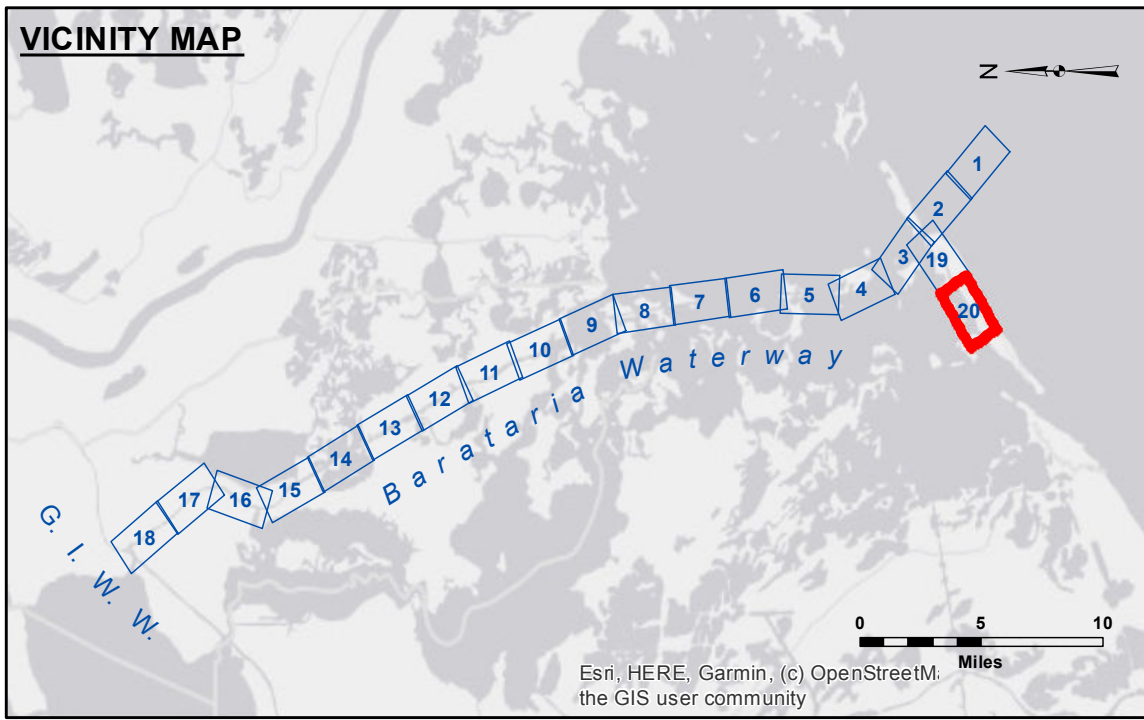 VICINITY MAP
N
1
2
3
19
20
4
5
6
7
8
9
10
11
12
13
14
15
16
17
18
Barataria Waterway
G. I. W. W.
0 5 10
Miles
Esri, HERE, Garmin, (c) OpenStreetMa
the GIS user community